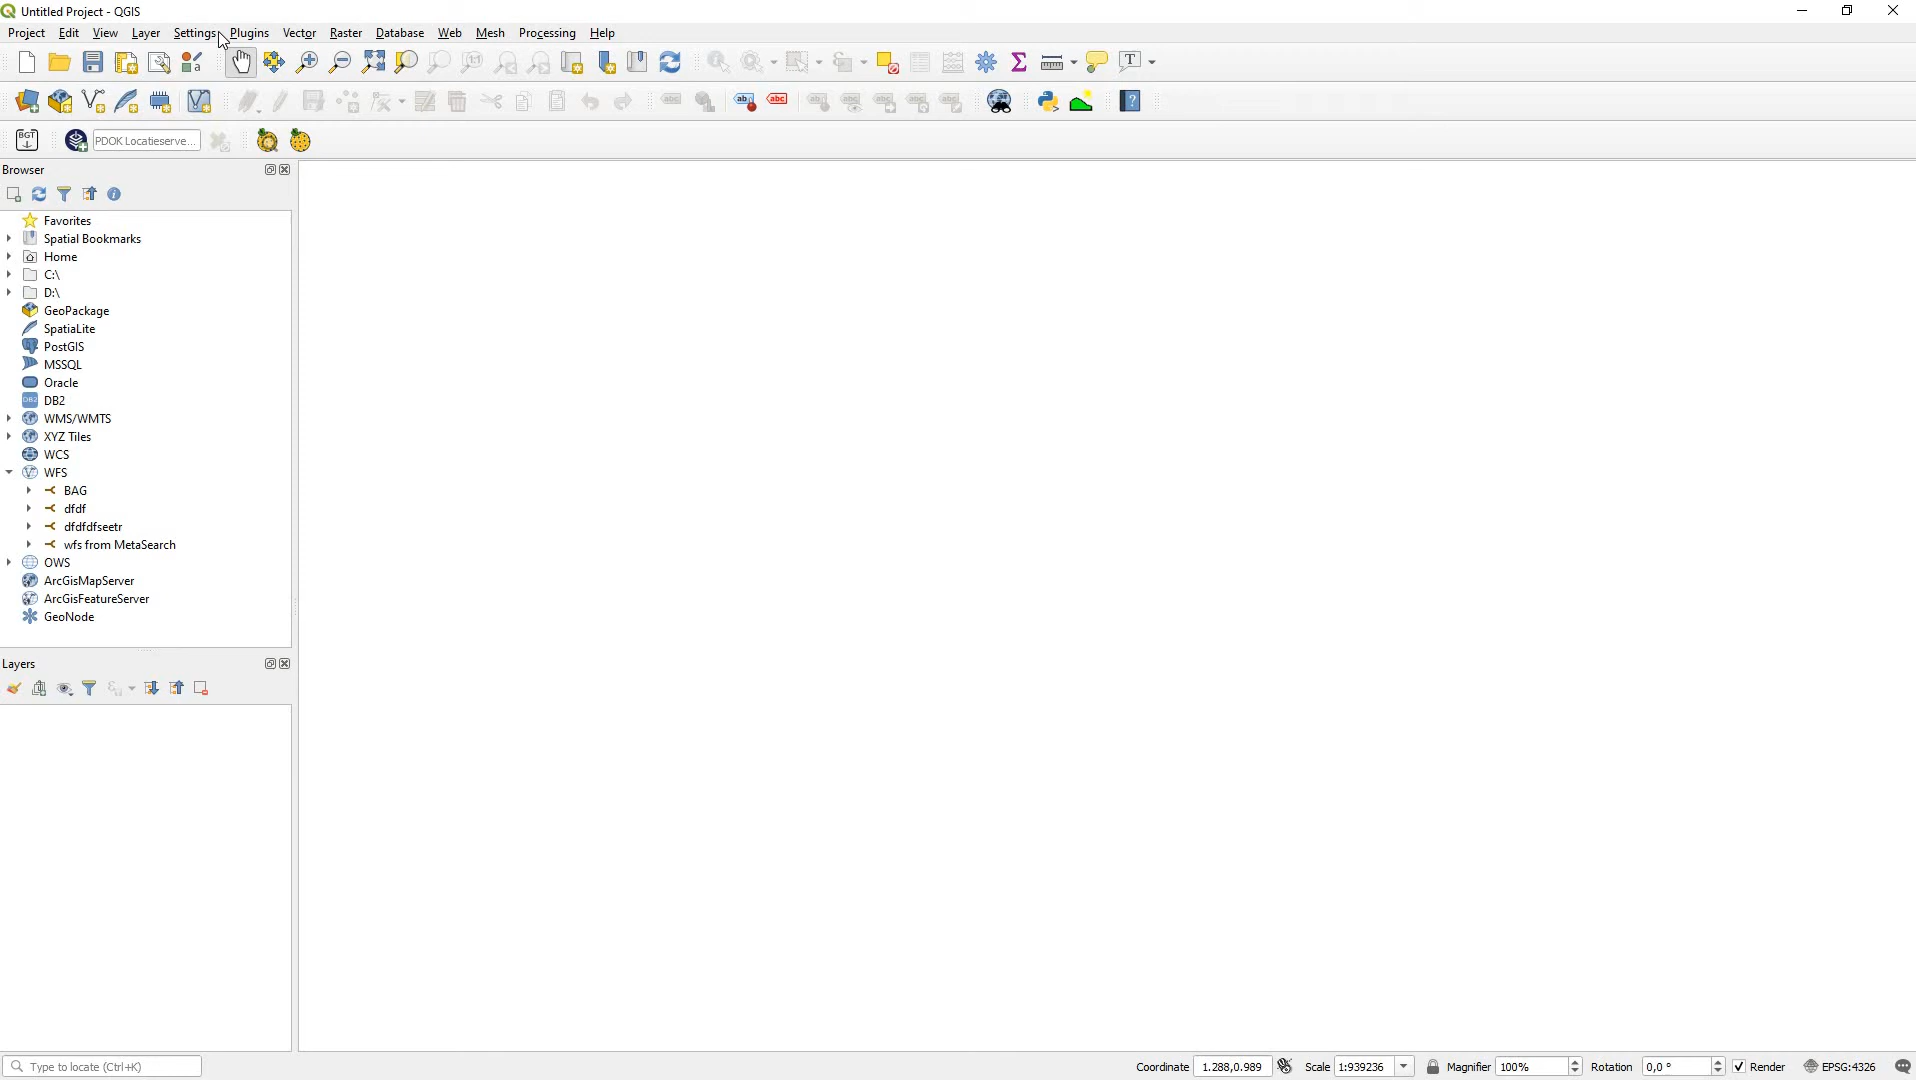 Untitled Project - QGIS
Project Edit View Layer Settings Plugins Vector Raster Database Web Mesh Processing Help
PDOK Locatieserve...
Browser
Favorites
Spatial Bookmarks
Home
C:\
D:\
GeoPackage
SpatiaLite
PostGIS
MSSQL
Oracle
DB2
WMS/WMTS
XYZ Tiles
WCS
WFS
BAG
dfdf
dfdfdfseetr
wfs from MetaSearch
OWS
ArcGisMapServer
ArcGisFeatureServer
GeoNode
Layers
Type to locate (Ctrl+K) Coordinate 1.288,0.989 Scale 1:939236 Magnifier 100% Rotation 0,0 ° Render EPSG:4326